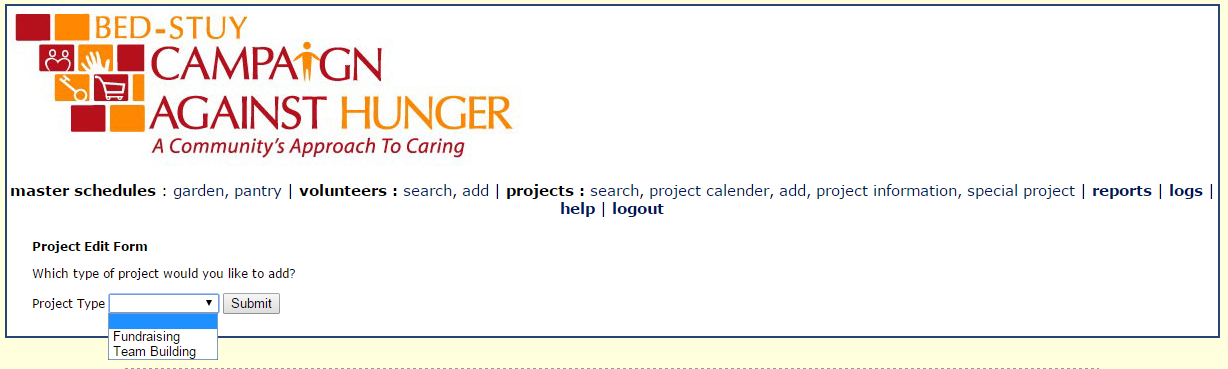 BED-STUY
CAMPAIGN
AGAINST HUNGER
A Community's Approach To Caring
master schedules : garden, pantry | volunteers : search, add | projects : search, project calender, add, project information, special project | reports | logs |
help | logout
Project Edit Form
Which type of project would you like to add?
Project Type Submit
Fundraising
Team Building